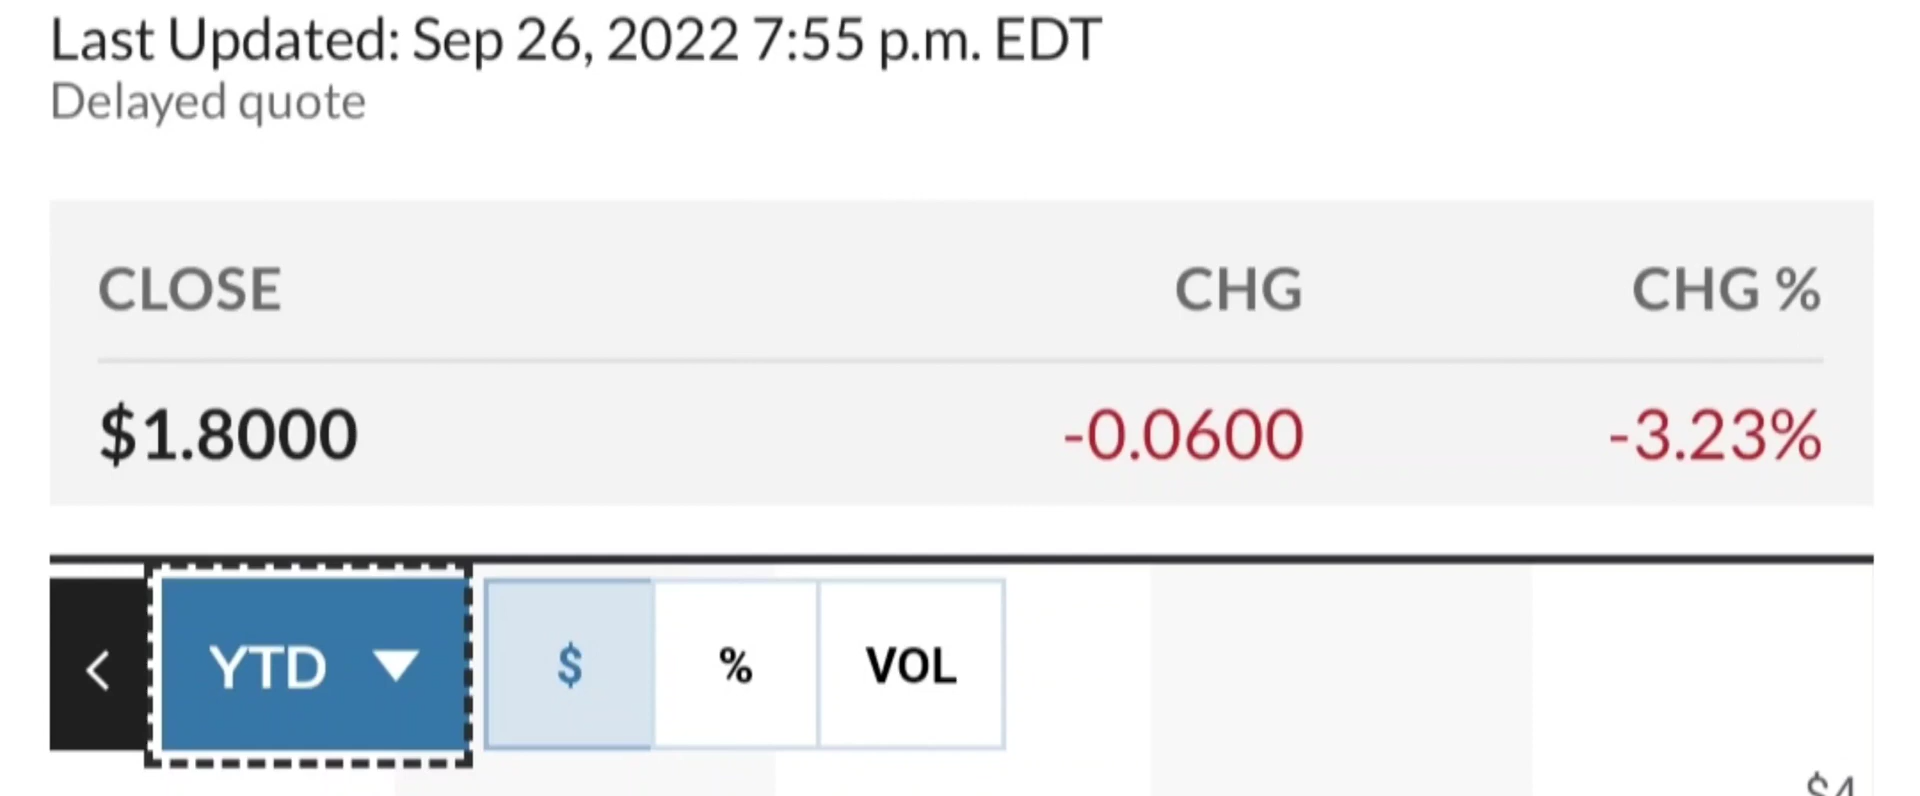 Last Updated: Sep 26, 2022 7:55 p.m. EDT
Delayed quote
CLOSE CHG CHG %
$1.8000 -0.0600 -3.23%
YTD $ % VOL
$4